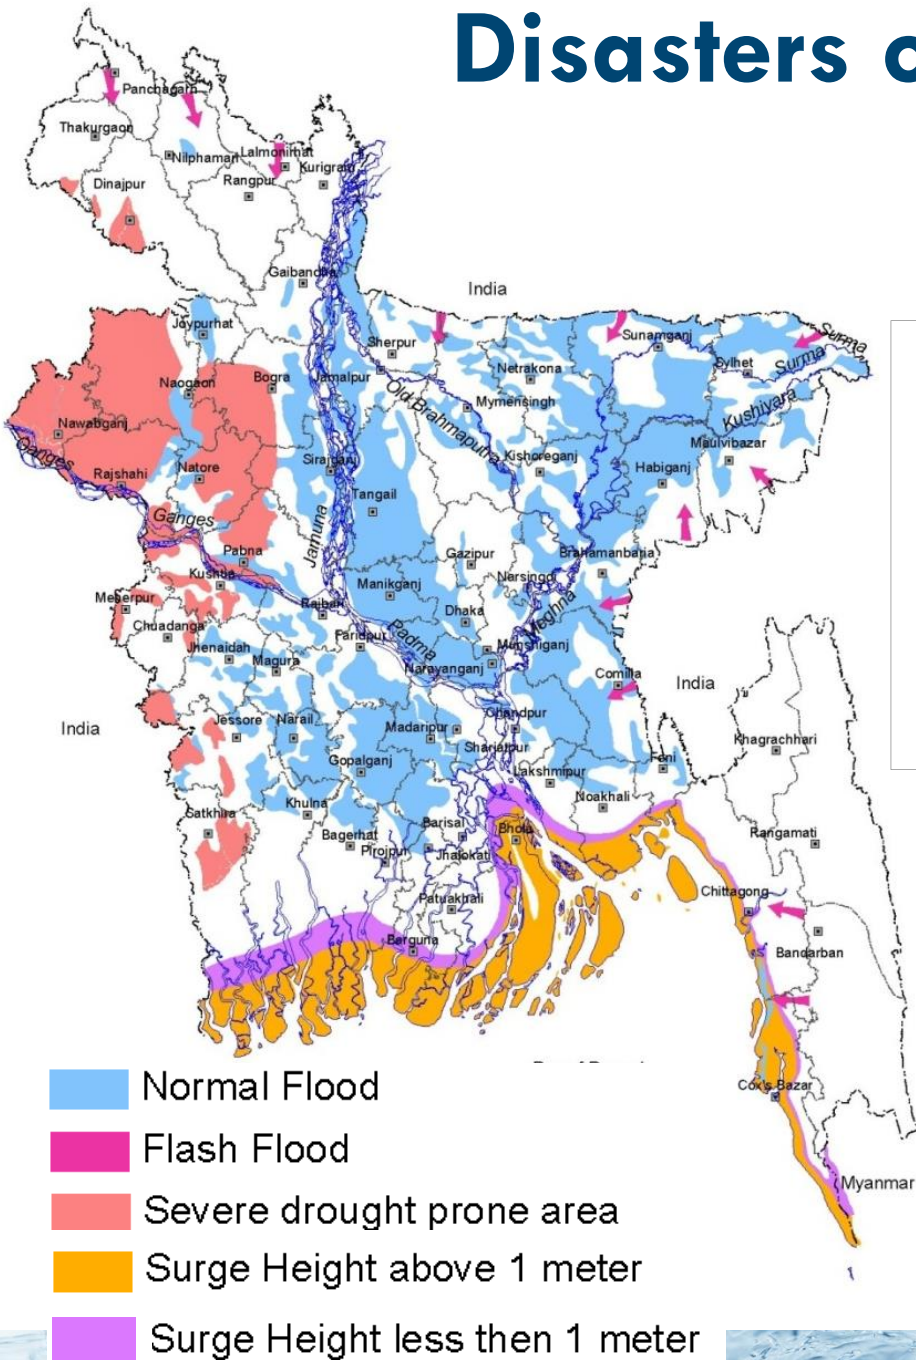 Disasters
Panchagarh
Thakurgaon
Nilphamari
Lalmonirhat
Kurigram
Dinajpur
Rangpur
Gaibandha
India
Joypurhat
Sherpur
Sunamganj
Surma
Sylhet
Surma
Netrakona
Naogaon
Bogra
Jamalpur
Old Brahmaputra
Mymensingh
Kushiyara
Nawabganj
Maulvibazar
Ganges
Rajshahi
Natore
Sirajganj
Kishoreganj
Habiganj
Tangail
Ganges
Jamuna
Pabna
Gazipur
Brahamanbaria
Kushtia
Narsingdi
Meherpur
Manikganj
Rajbari
Dhaka
Meghna
Chuadanga
Faridpur
Padma
Munshiganj
Jhenaidah
Magura
Narayanganj
Comilla
India
India
Jessore
Narail
Madaripur
Chandpur
Shariatpur
Khagrachhari
Gopalganj
Lakshmipur
Feni
Satkhira
Khulna
Noakhali
Bagerhat
Barisal
Bhola
Rangamati
Pirojpur
Jhalokati
Patuakhali
Chittagong
Barguna
Bandarban
Cox's Bazar
Myanmar
Normal Flood
Flash Flood
Severe drought prone area
Surge Height above 1 meter
Surge Height less then 1 meter